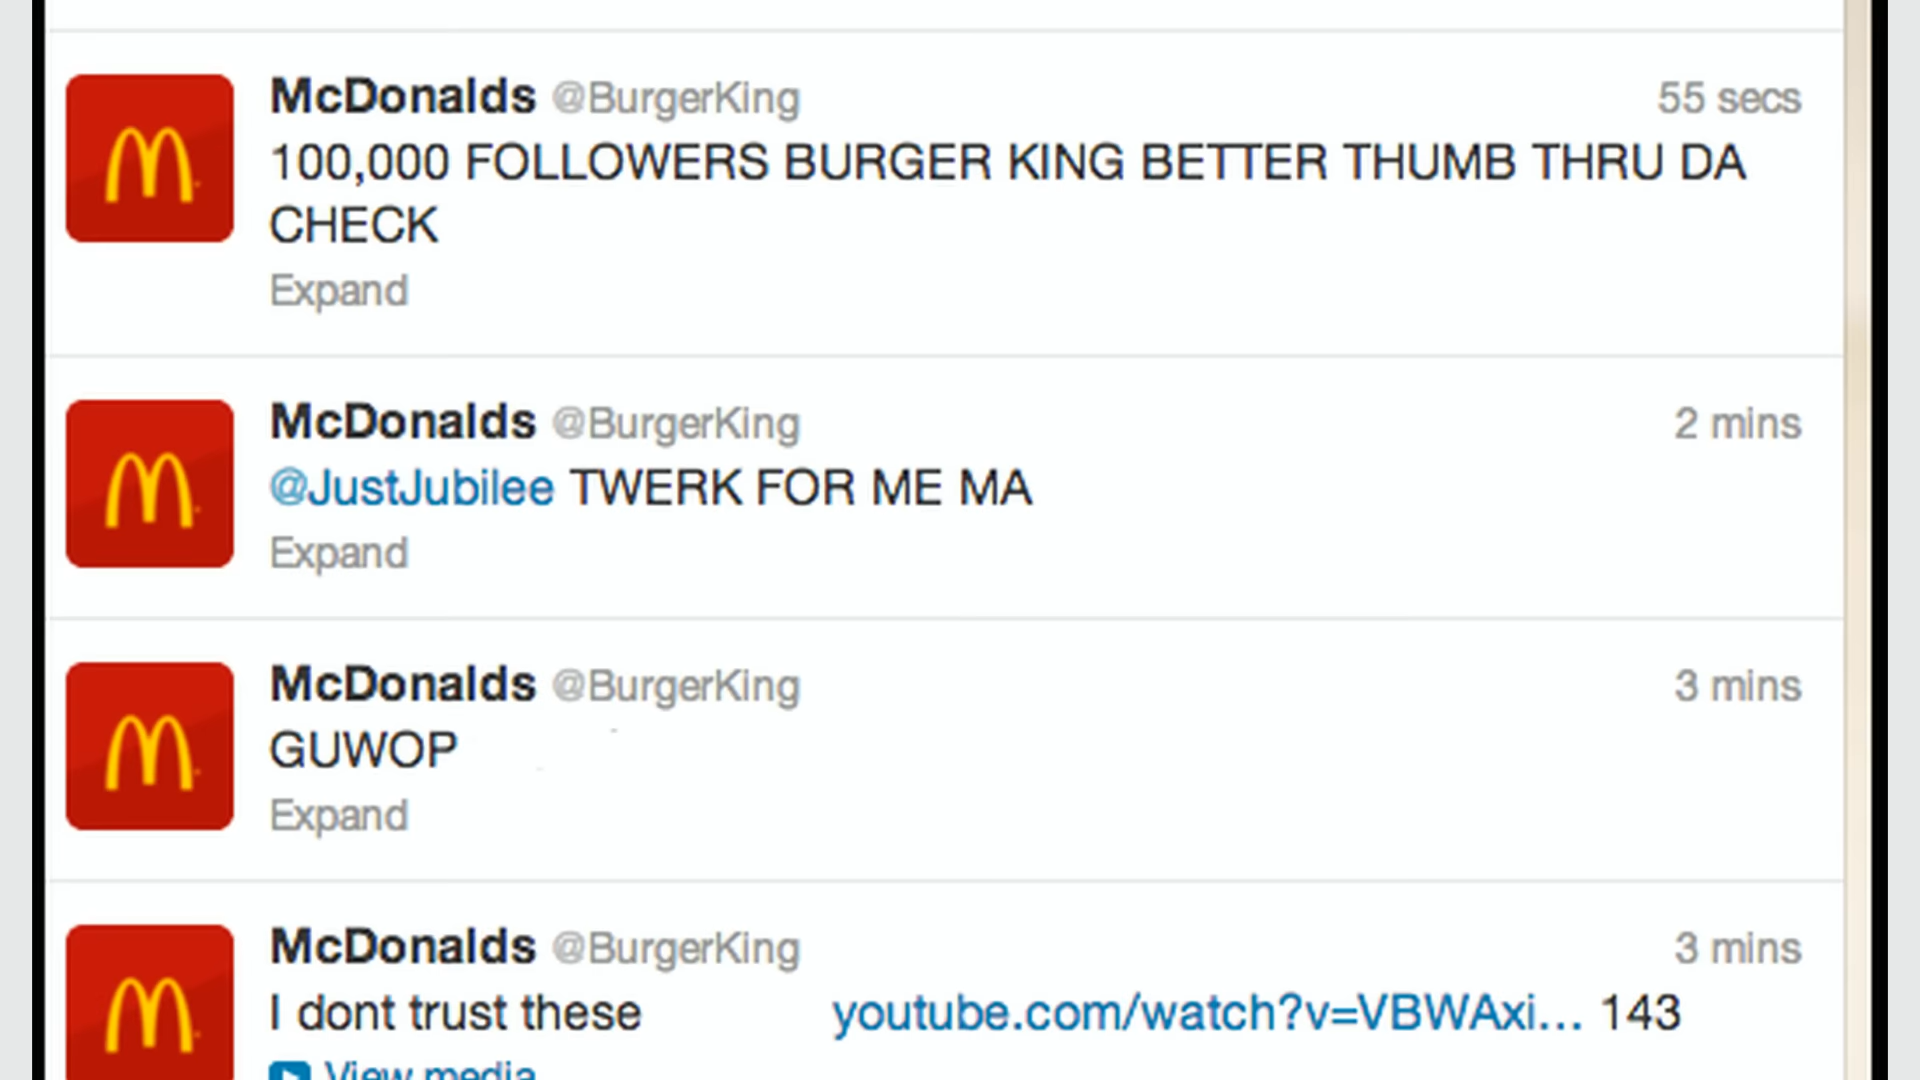 McDonalds @BurgerKing 55 secs
100,000 FOLLOWERS BURGER KING BETTER THUMB THRU DA
CHECK
Expand
McDonalds @BurgerKing 2 mins
@JustJubilee TWERK FOR ME MA
Expand
McDonalds @BurgerKing 3 mins
GUWOP
Expand
McDonalds @BurgerKing 3 mins
I dont trust these youtube.com/watch?v=VBWAxi... 143
View media